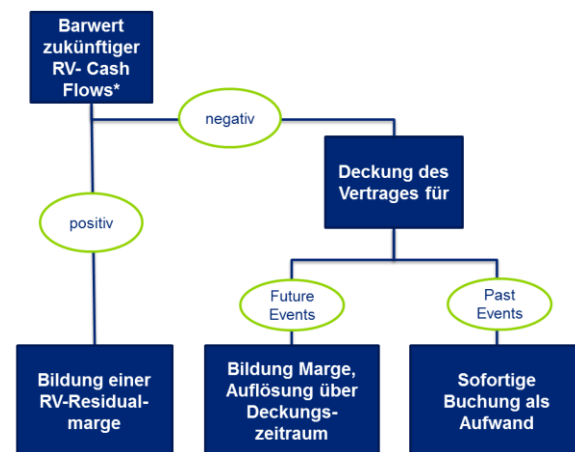 Barwert
zukünftiger
RV- Cash
Flows*
negativ
Deckung des
Vertrages für
positiv
Future
Events
Past
Events
Bildung einer
RV-Residual-
marge
Bildung Marge,
Auflösung über
Deckungs-
zeitraum
Sofortige
Buchung als
Aufwand